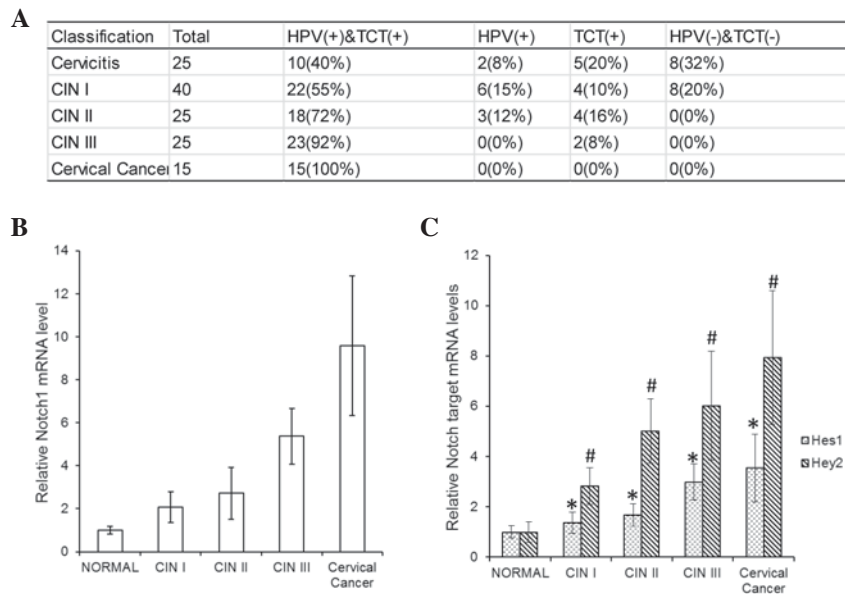 A
Classification Total HPV(+)&TCT(+) HPV(+) TCT(+) HPV(-)&TCT(-)
Cervicitis 25 10(40%) 2(8%) 5(20%) 8(32%)
CIN I 40 22(55%) 6(15%) 4(10%) 8(20%)
CIN II 25 18(72%) 3(12%) 4(16%) 0(0%)
CIN III 25 23(92%) 0(0%) 2(8%) 0(0%)
Cervical Cancer 15 15(100%) 0(0%) 0(0%) 0(0%)
B
Relative Notch1 mRNA level
14
12
10
8
6
4
2
0
NORMAL CIN I CIN II CIN III Cervical
Cancer
C
Relative Notch target mRNA levels
12
10
8
6
4
2
0
* # * # * # * #
NORMAL CIN I CIN II CIN III Cervical
Cancer
Hes1
Hey2